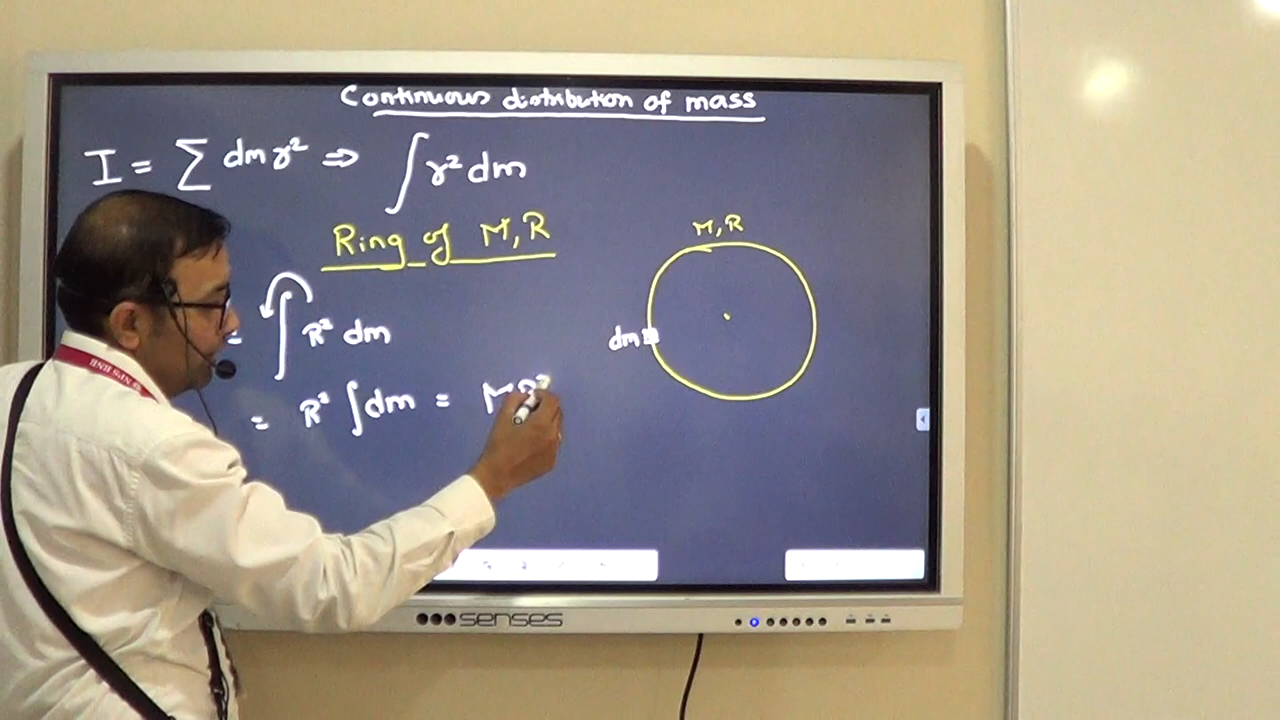 Continuous distribution of mass
I = ∑ dm r² ⇒ ∫ r² dm
Ring of M, R
M, R
= ∫ R² dm
dm
= R² ∫ dm = MR²
senses